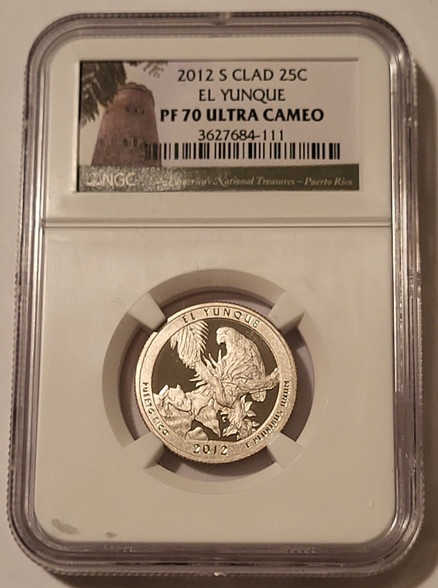 2012 S CLAD 25C
EL YUNQUE
PF 70 ULTRA CAMEO
3627684-111
NGC America's National Treasures – Puerto Rico
EL YUNQUE
PUERTO RICO
2012
E PLURIBUS UNUM